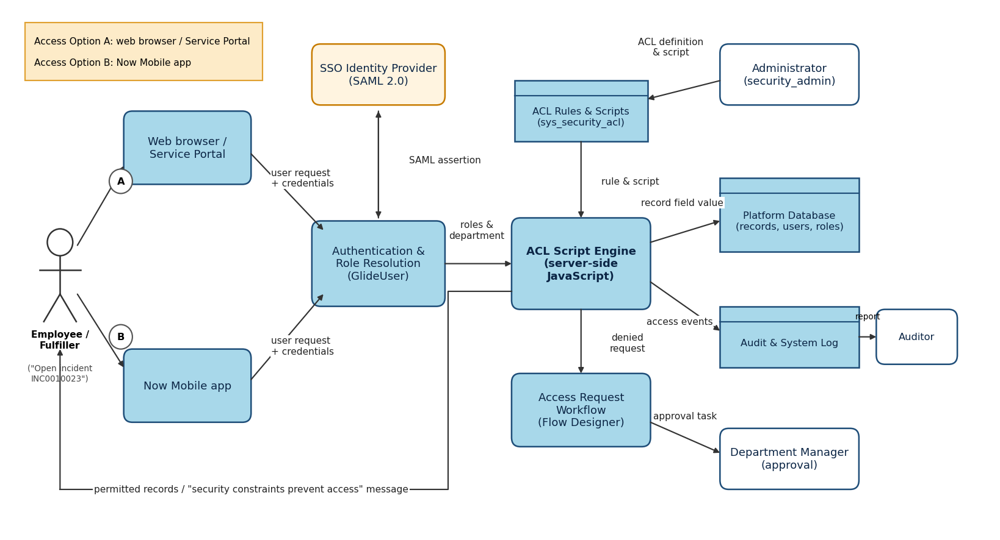 Access Option A: web browser / Service Portal
Access Option B: Now Mobile app
SSO Identity Provider
(SAML 2.0)
ACL definition
& script
Administrator
(security_admin)
ACL Rules & Scripts
(sys_security_acl)
Web browser /
Service Portal
A
user request
+ credentials
SAML assertion
rule & script
record field value
Platform Database
(records, users, roles)
roles &
department
Authentication &
Role Resolution
(GlideUser)
ACL Script Engine
(server-side
JavaScript)
Employee /
Fulfiller
("Open incident
INC0010023")
B
user request
+ credentials
Now Mobile app
access events
denied
request
Audit & System Log
report
Auditor
Access Request
Workflow
(Flow Designer)
approval task
Department Manager
(approval)
permitted records / "security constraints prevent access" message